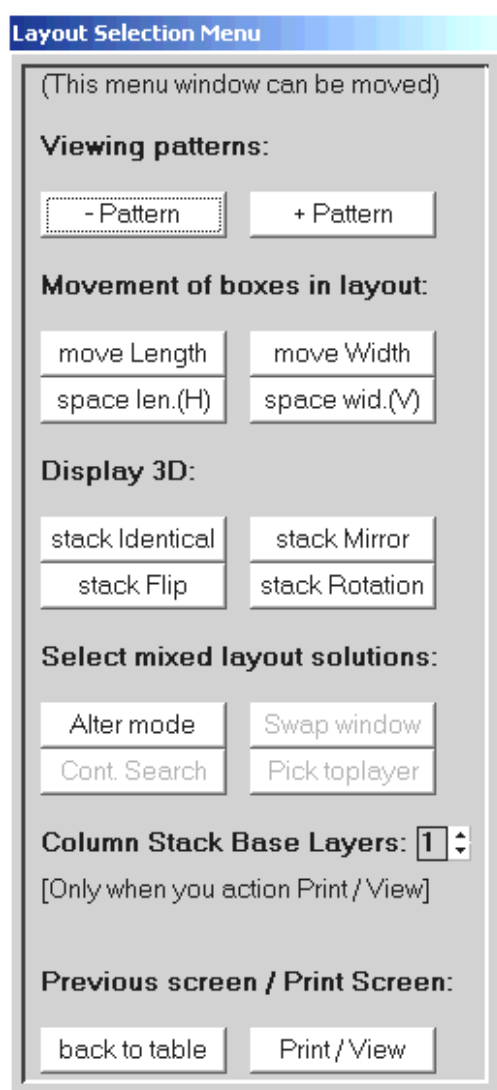 Layout Selection Menu
(This menu window can be moved)
Viewing patterns:
- Pattern + Pattern
Movement of boxes in layout:
move Length move Width
space len.(H) space wid.(V)
Display 3D:
stack Identical stack Mirror
stack Flip stack Rotation
Select mixed layout solutions:
Alter mode Swap window
Cont. Search Pick toplayer
Column Stack Base Layers: 1
[Only when you action Print / View]
Previous screen / Print Screen:
back to table Print / View